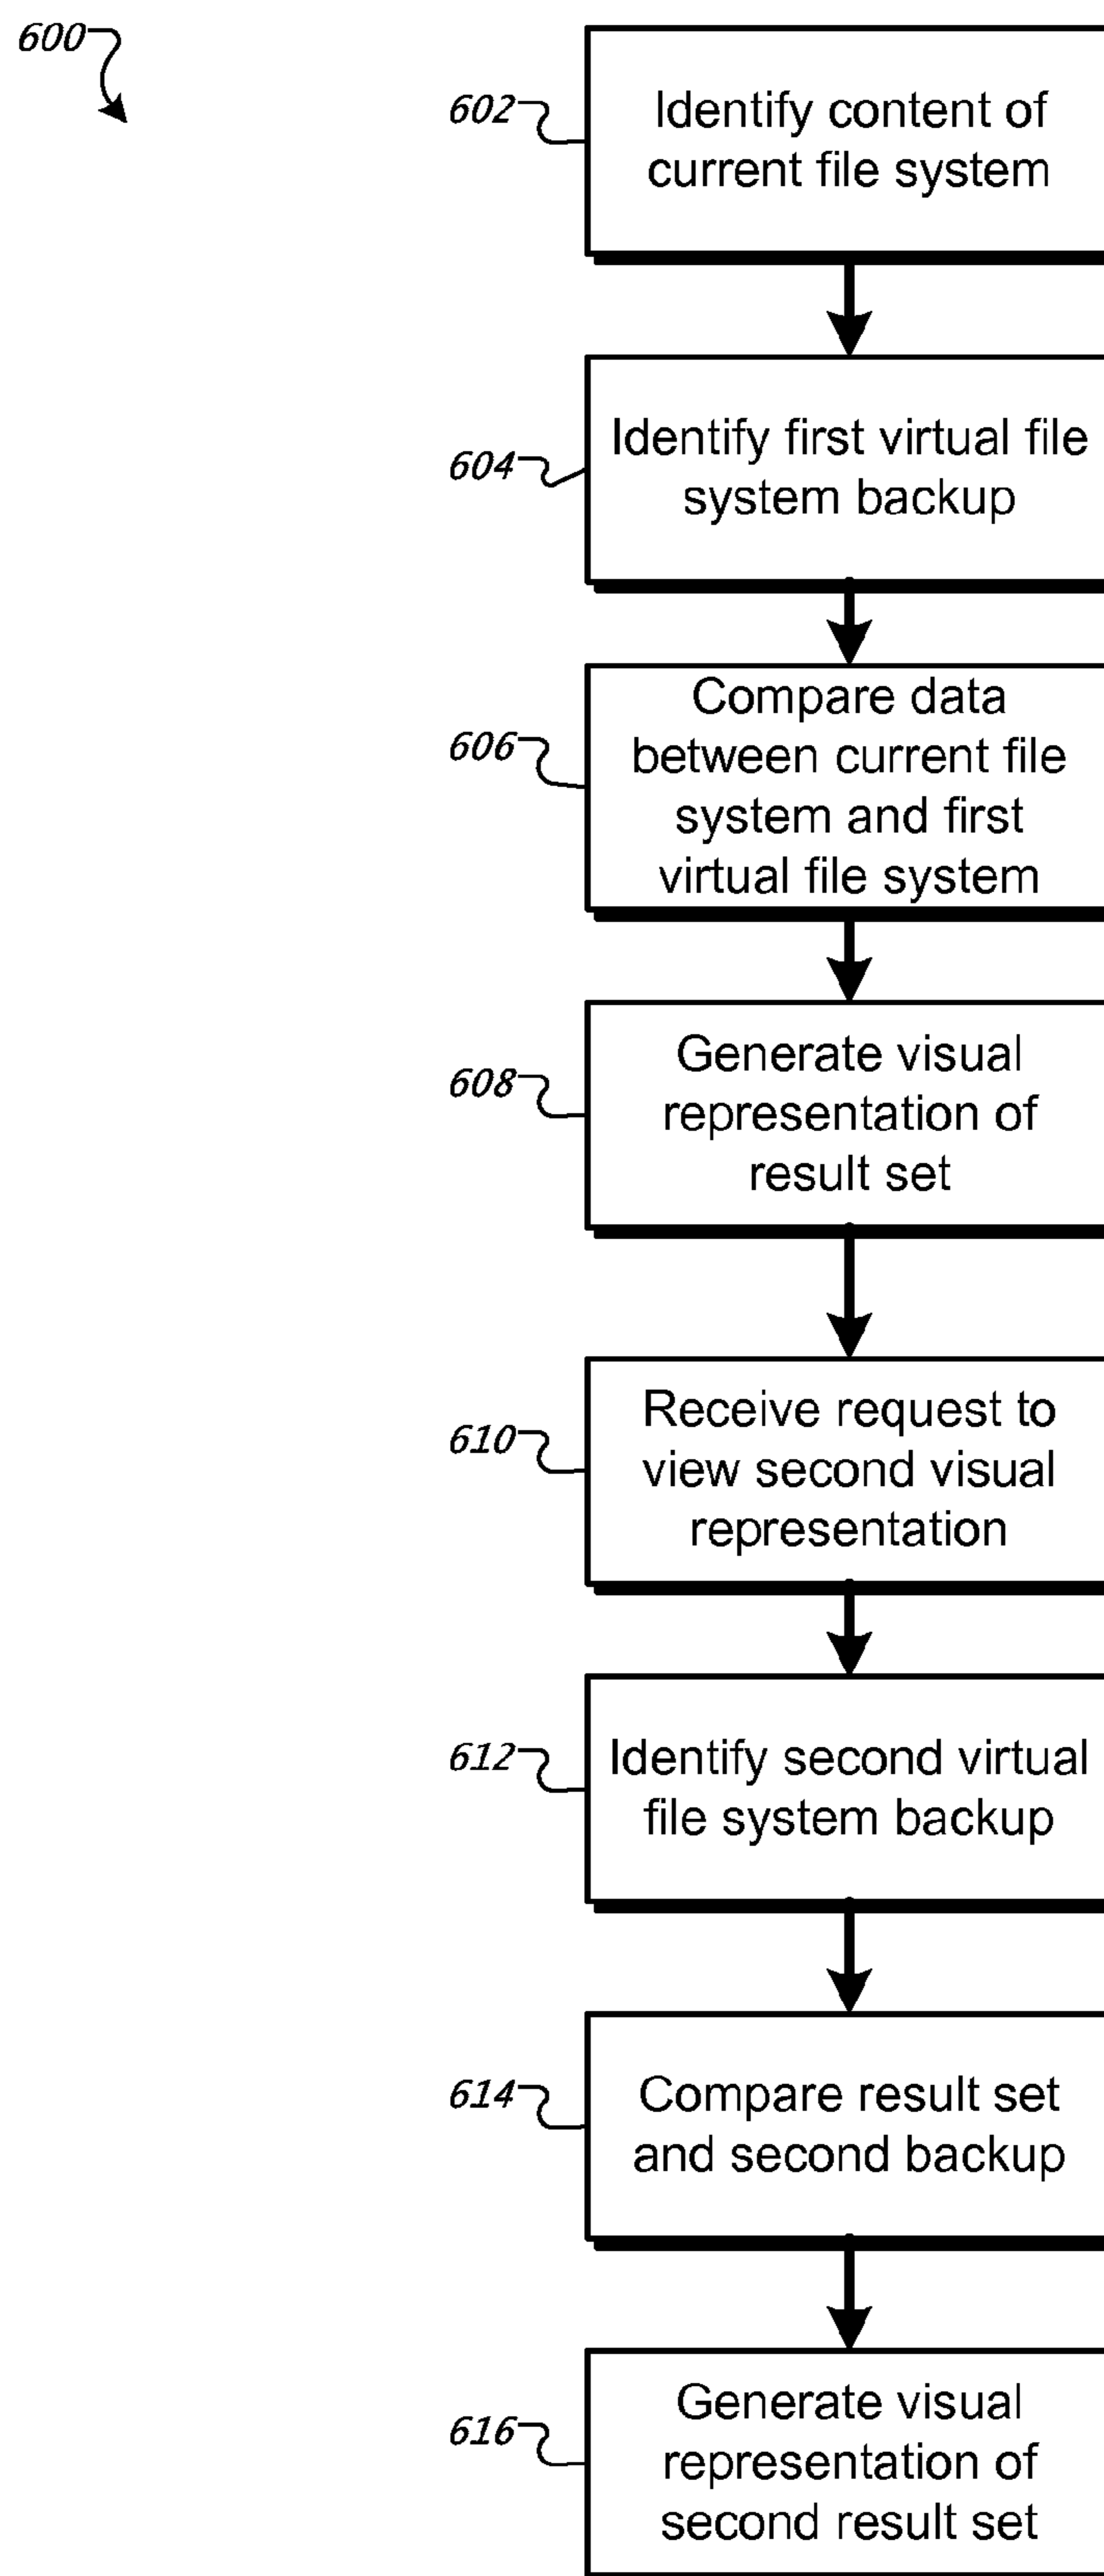 600
602
Identify content of
current file system
604
Identify first virtual file
system backup
606
Compare data
between current file
system and first
virtual file system
608
Generate visual
representation of
result set
610
Receive request to
view second visual
representation
612
Identify second virtual
file system backup
614
Compare result set
and second backup
616
Generate visual
representation of
second result set